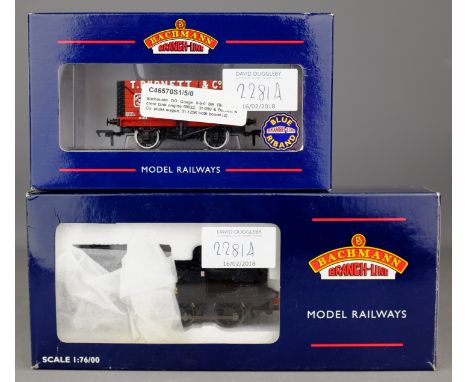 BACHMANN
BRANCH-LINE
T. BURNETT & Co
C46570S1/5/0
DAVID DUGGLEBY
2281A
16/02/2018
BLUE
RIBAND
MODEL RAILWAYS
DAVID DUGGLEBY
2281A
16/02/2018
BACHMANN
BRANCH-LINE
MODEL RAILWAYS
SCALE 1:76/00